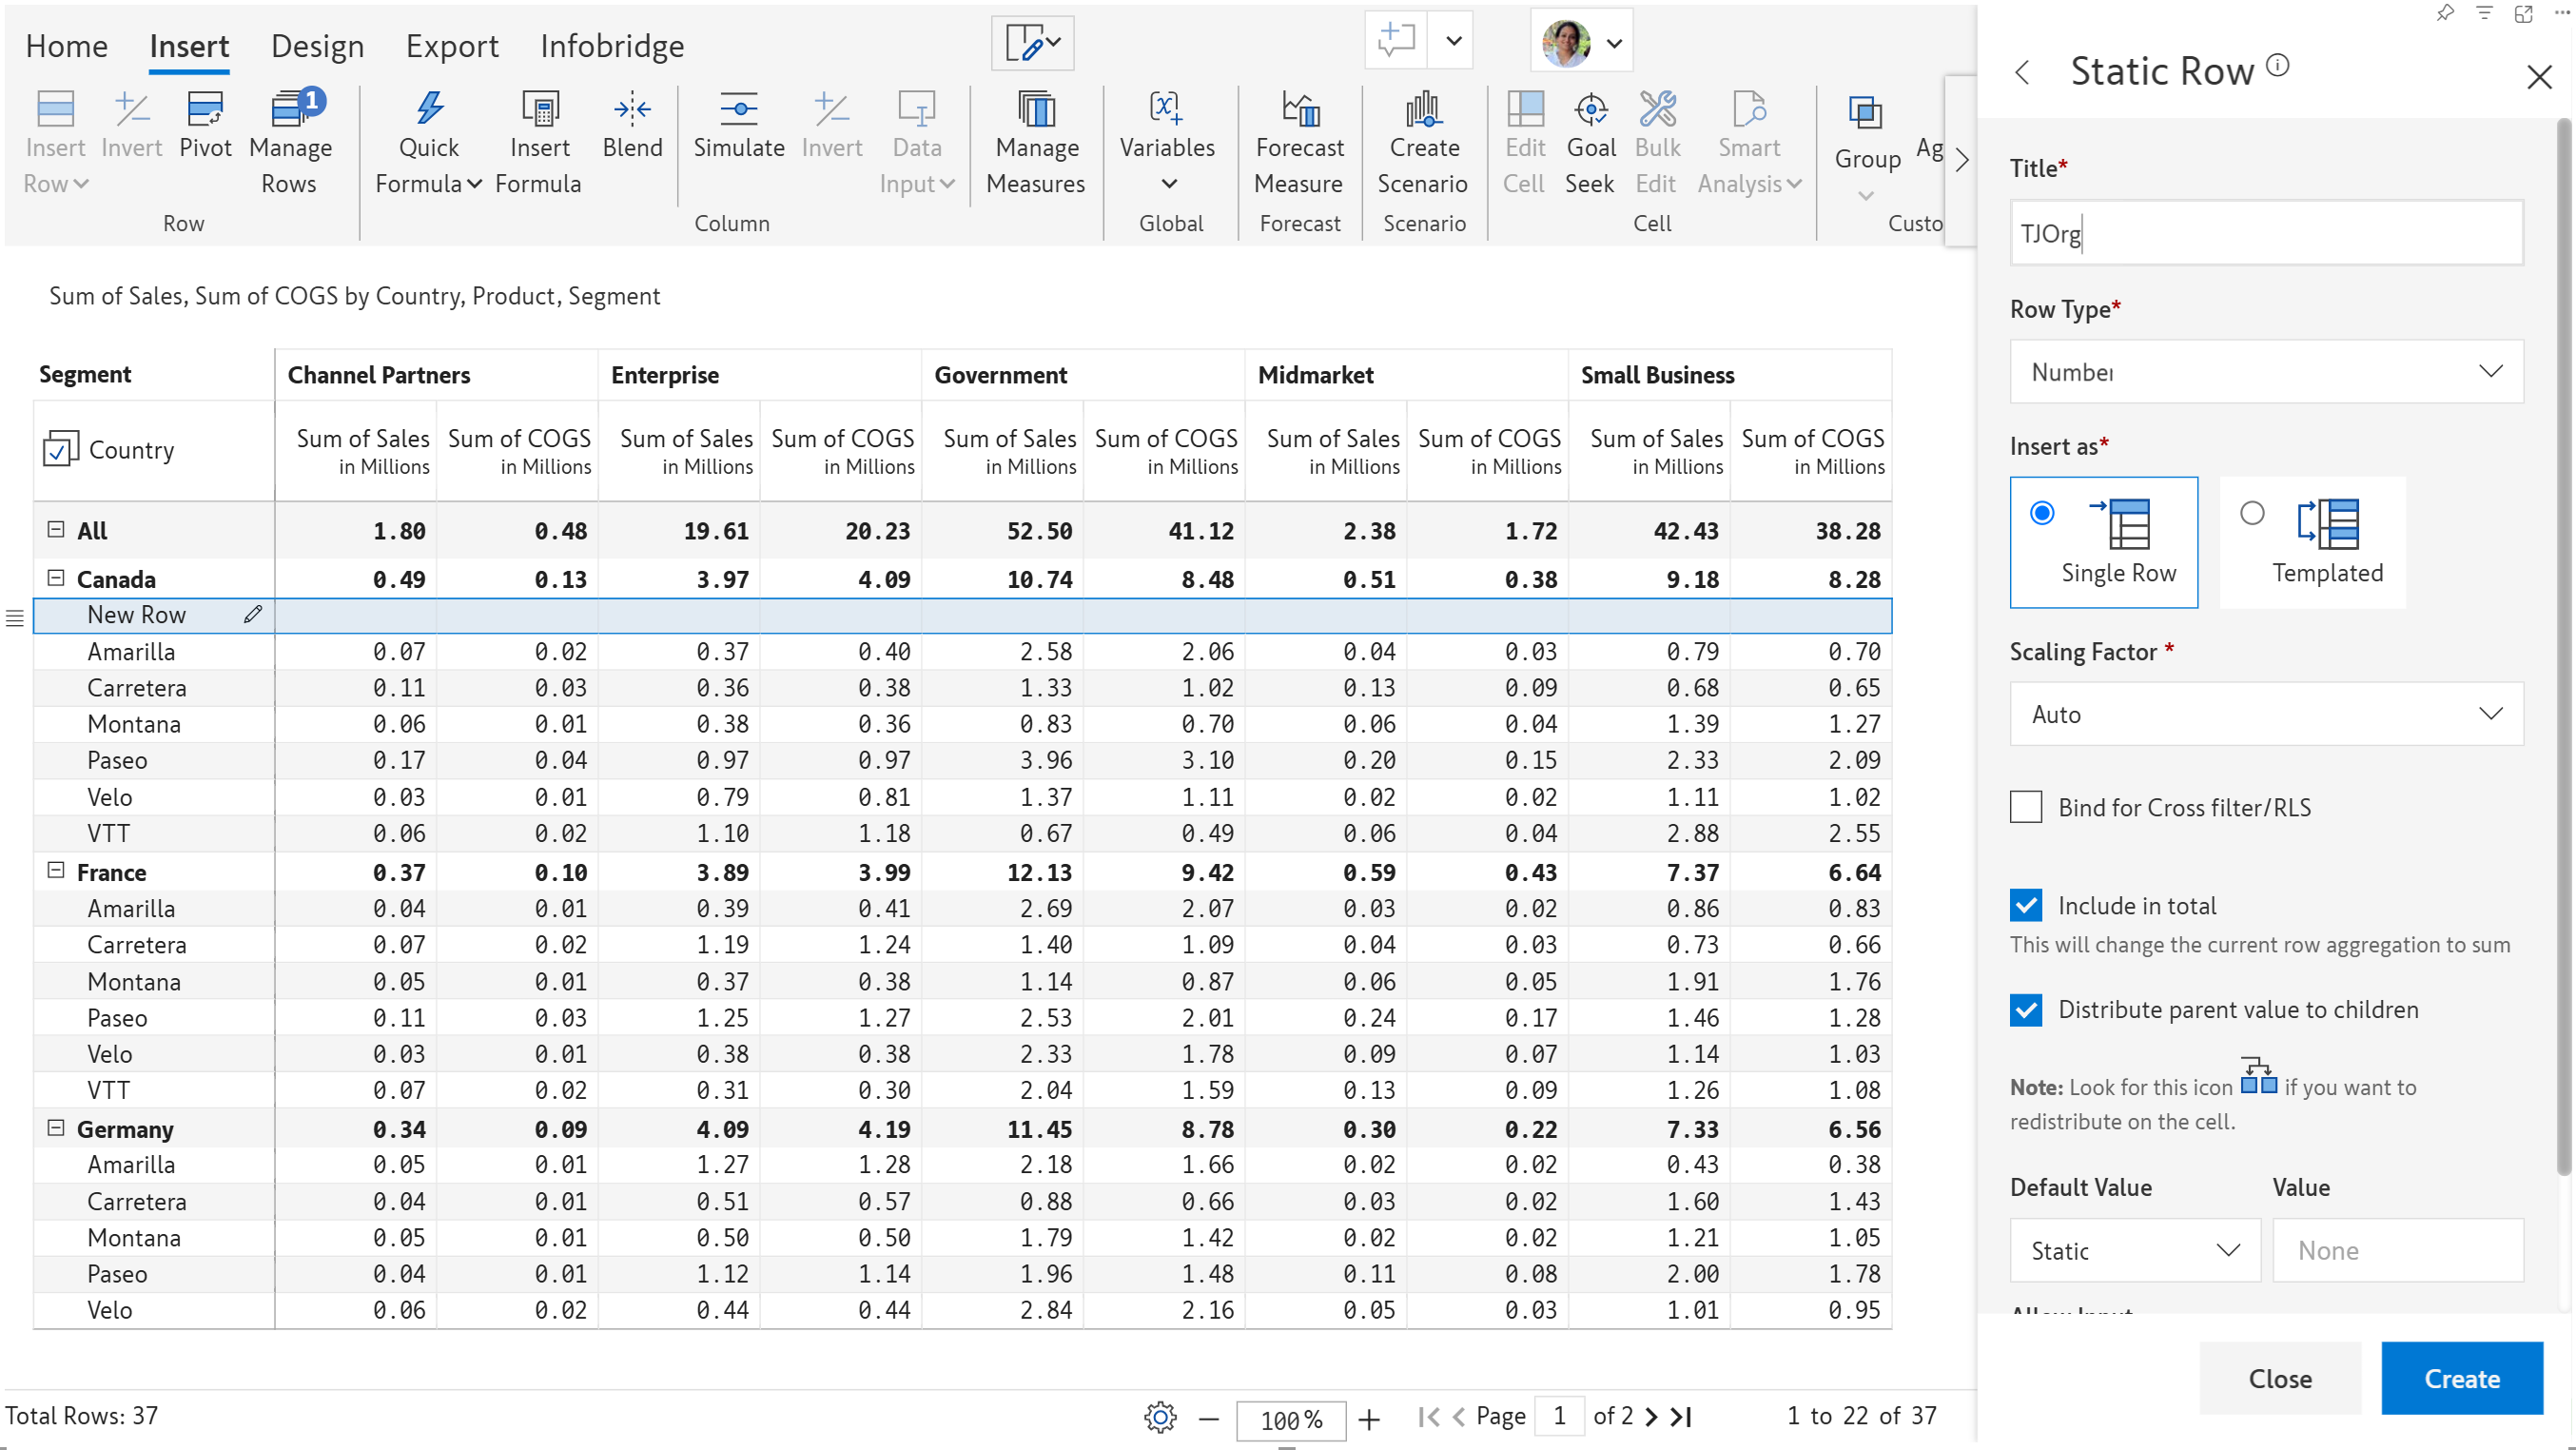 Home Insert Design Export Infobridge
Insert Row Invert Pivot Manage Rows 1 Quick Formula Insert Formula Blend Simulate Invert Data Input Manage Measures Variables Forecast Measure Create Scenario Edit Cell Goal Seek Bulk Edit Smart Analysis Group Ag
Row Column Global Forecast Scenario Cell Custo
Sum of Sales, Sum of COGS by Country, Product, Segment
Segment Channel Partners Enterprise Government Midmarket Small Business
Country Sum of Sales Sum of COGS Sum of Sales Sum of COGS Sum of Sales Sum of COGS Sum of Sales Sum of COGS Sum of Sales Sum of COGS
in Millions in Millions in Millions in Millions in Millions in Millions in Millions in Millions in Millions in Millions
All 1.80 0.48 19.61 20.23 52.50 41.12 2.38 1.72 42.43 38.28
Canada 0.49 0.13 3.97 4.09 10.74 8.48 0.51 0.38 9.18 8.28
New Row
Amarilla 0.07 0.02 0.37 0.40 2.58 2.06 0.04 0.03 0.79 0.70
Carretera 0.11 0.03 0.36 0.38 1.33 1.02 0.13 0.09 0.68 0.65
Montana 0.06 0.01 0.38 0.36 0.83 0.70 0.06 0.04 1.39 1.27
Paseo 0.17 0.04 0.97 0.97 3.96 3.10 0.20 0.15 2.33 2.09
Velo 0.03 0.01 0.79 0.81 1.37 1.11 0.02 0.02 1.11 1.02
VTT 0.06 0.02 1.10 1.18 0.67 0.49 0.06 0.04 2.88 2.55
France 0.37 0.10 3.89 3.99 12.13 9.42 0.59 0.43 7.37 6.64
Amarilla 0.04 0.01 0.39 0.41 2.69 2.07 0.03 0.02 0.86 0.83
Carretera 0.07 0.02 1.19 1.24 1.40 1.09 0.04 0.03 0.73 0.66
Montana 0.05 0.01 0.37 0.38 1.14 0.87 0.06 0.05 1.91 1.76
Paseo 0.11 0.03 1.25 1.27 2.53 2.01 0.24 0.17 1.46 1.28
Velo 0.03 0.01 0.38 0.38 2.33 1.78 0.09 0.07 1.14 1.03
VTT 0.07 0.02 0.31 0.30 2.04 1.59 0.13 0.09 1.26 1.08
Germany 0.34 0.09 4.09 4.19 11.45 8.78 0.30 0.22 7.33 6.56
Amarilla 0.05 0.01 1.27 1.28 2.18 1.66 0.02 0.02 0.43 0.38
Carretera 0.04 0.01 0.51 0.57 0.88 0.66 0.03 0.02 1.60 1.43
Montana 0.05 0.01 0.50 0.50 1.79 1.42 0.02 0.02 1.21 1.05
Paseo 0.04 0.01 1.12 1.14 1.96 1.48 0.11 0.08 2.00 1.78
Velo 0.06 0.02 0.44 0.44 2.84 2.16 0.05 0.03 1.01 0.95
Total Rows: 37 100 % Page 1 of 2 1 to 22 of 37
Static Row
Title*
TJOrg
Row Type*
Number
Insert as*
Single Row Templated
Scaling Factor *
Auto
Bind for Cross filter/RLS
Include in total
This will change the current row aggregation to sum
Distribute parent value to children
Note: Look for this icon if you want to
redistribute on the cell.
Default Value Value
Static None
Allow Input
Close Create